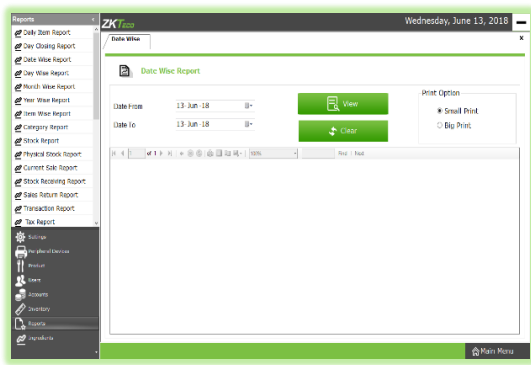 Reports
Daily Item Report
Day Closing Report
Date Wise Report
Day Wise Report
Month Wise Report
Year Wise Report
Item Wise Report
Category Report
Stock Report
Physical Stock Report
Current Sale Report
Stock Receiving Report
Sales Return Report
Transaction Report
Tax Report
Settings
Peripheral Devices
Product
Users
Accounts
Inventory
Reports
Ingredients
ZKTeco
Wednesday, June 13, 2018
Date Wise
x
Date Wise Report
Date From
13-Jun-18
View
Date To
13-Jun-18
Clear
Print Option
Small Print
Big Print
1 of 1
100%
Find | Next
Main Menu